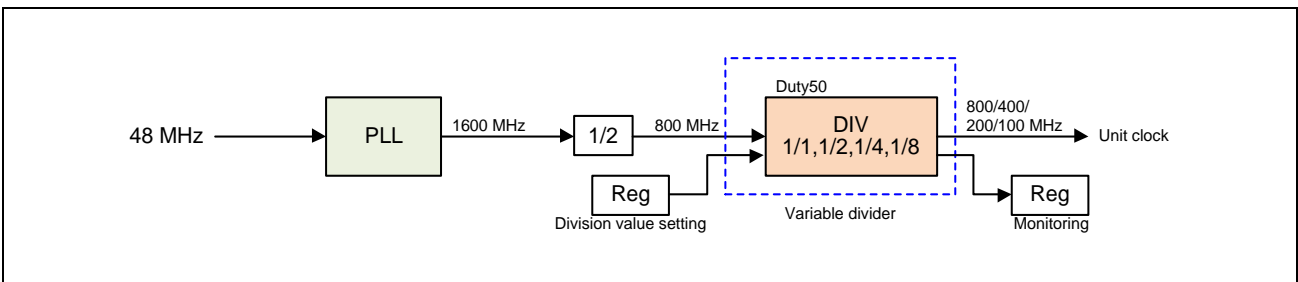 48 MHz
PLL
1600 MHz
1/2
800 MHz
Duty50
DIV
1/1,1/2,1/4,1/8
800/400/
200/100 MHz
Unit clock
Reg
Division value setting
Variable divider
Reg
Monitoring